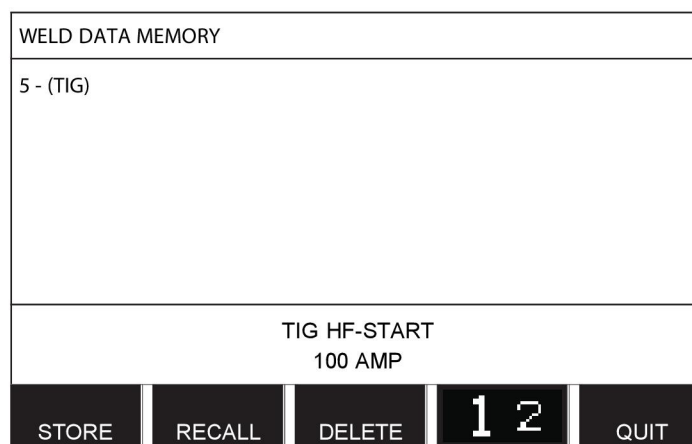 WELD DATA MEMORY
5 - (TIG)
TIG HF-START
100 AMP
STORE RECALL DELETE 1 2 QUIT